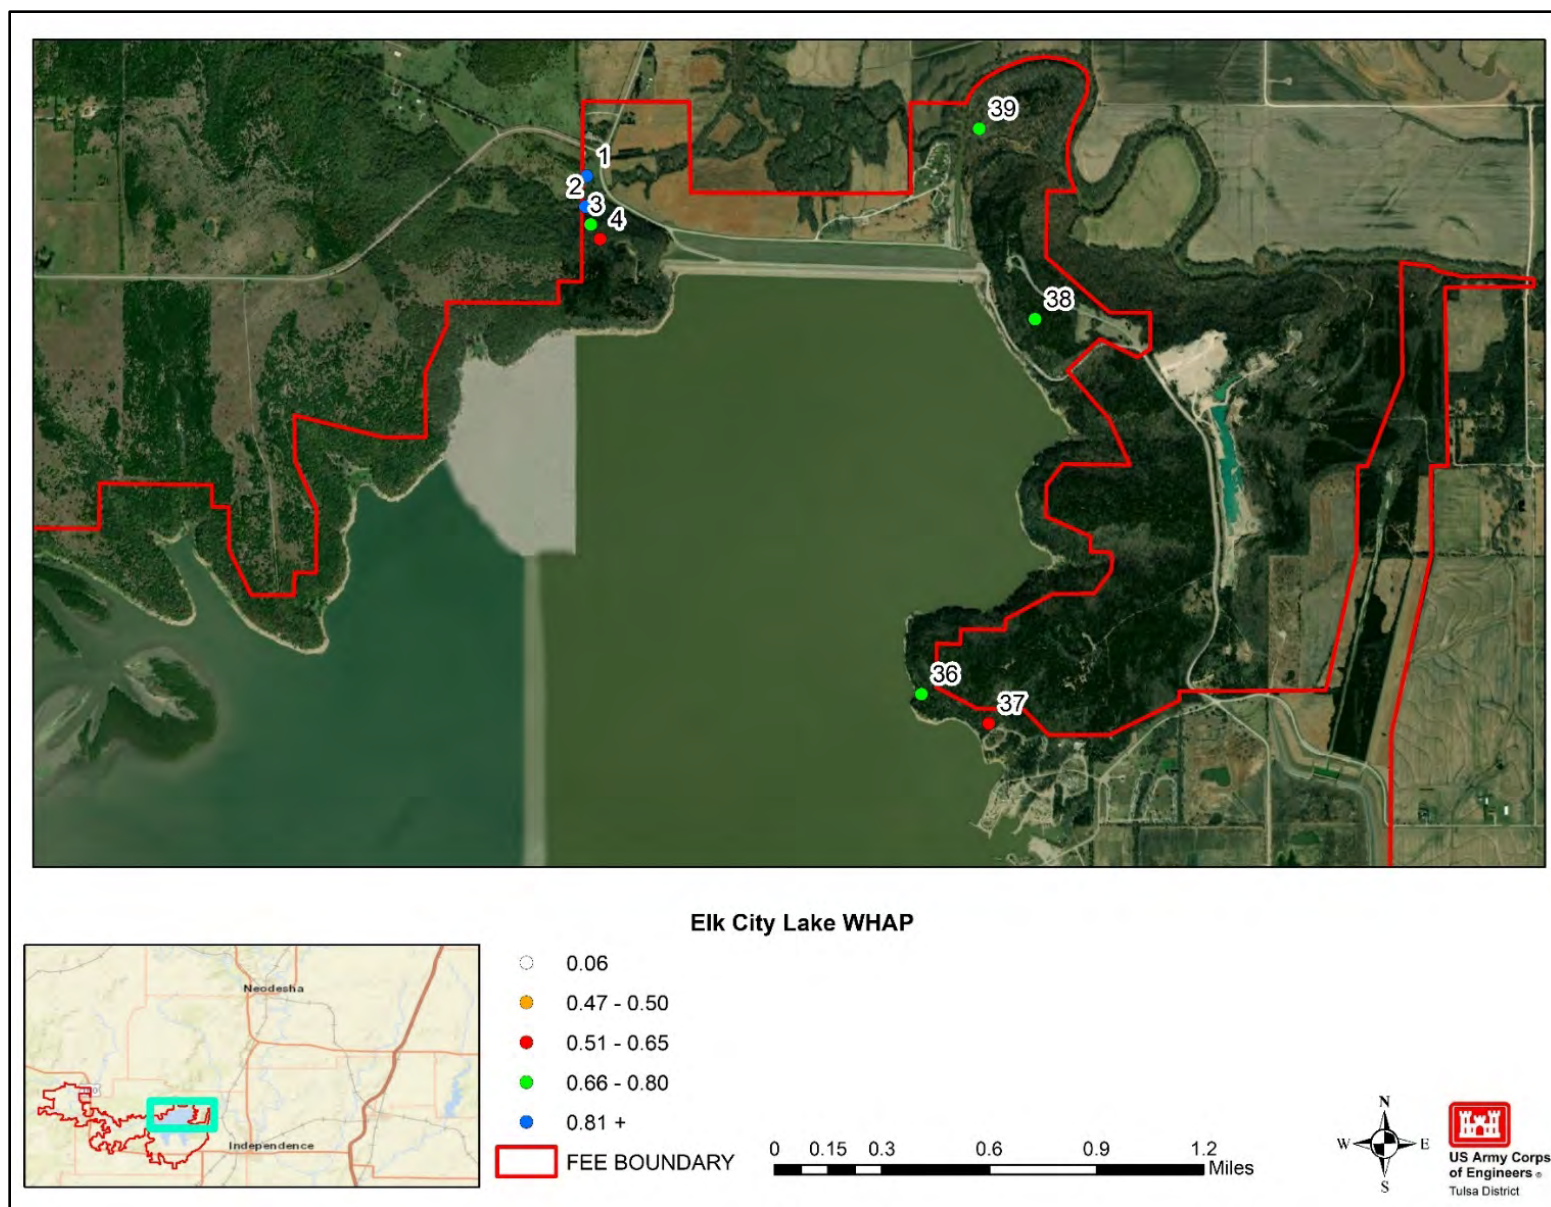 39
1
2
3
4
38
36
37
Elk City Lake WHAP
0.06
0.47 - 0.50
0.51 - 0.65
0.66 - 0.80
0.81 +
FEE BOUNDARY
Neodesha
Independence
0 0.15 0.3 0.6 0.9 1.2
Miles
N
W E
S
US Army Corps
of Engineers ®
Tulsa District